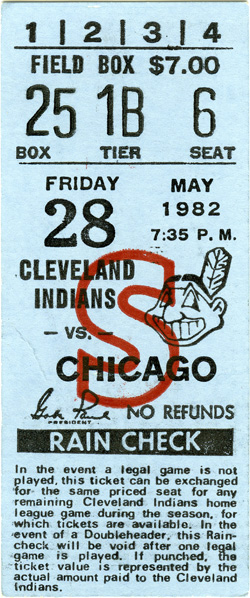 1 | 2 | 3 | 4
FIELD BOX $7.00
25 1B 6
BOX TIER SEAT
FRIDAY MAY
28 1982
7:35 P.M.
CLEVELAND
INDIANS
S
— VS. —
CHICAGO
PRESIDENT
NO REFUNDS
RAIN CHECK
In the event a legal game is not
played, this ticket can be exchanged
for the same priced seat for any
remaining Cleveland Indians home
league game during the season, for
which tickets are available. In the
event of a Doubleheader, this Rain-
check will be void after one legal
game is played. If punched, the
ticket value is represented by the
actual amount paid to the Cleveland
Indians.